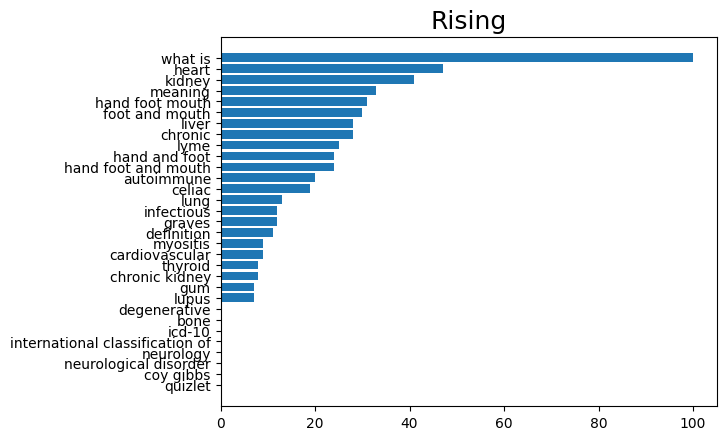 Rising
what is
heart
kidney
meaning
hand foot mouth
foot and mouth
liver
chronic
lyme
hand and foot
hand foot and mouth
autoimmune
celiac
lung
infectious
graves
definition
myositis
cardiovascular
thyroid
chronic kidney
gum
lupus
degenerative
bone
icd-10
international classification of
neurology
neurological disorder
coy gibbs
quizlet
0 20 40 60 80 100